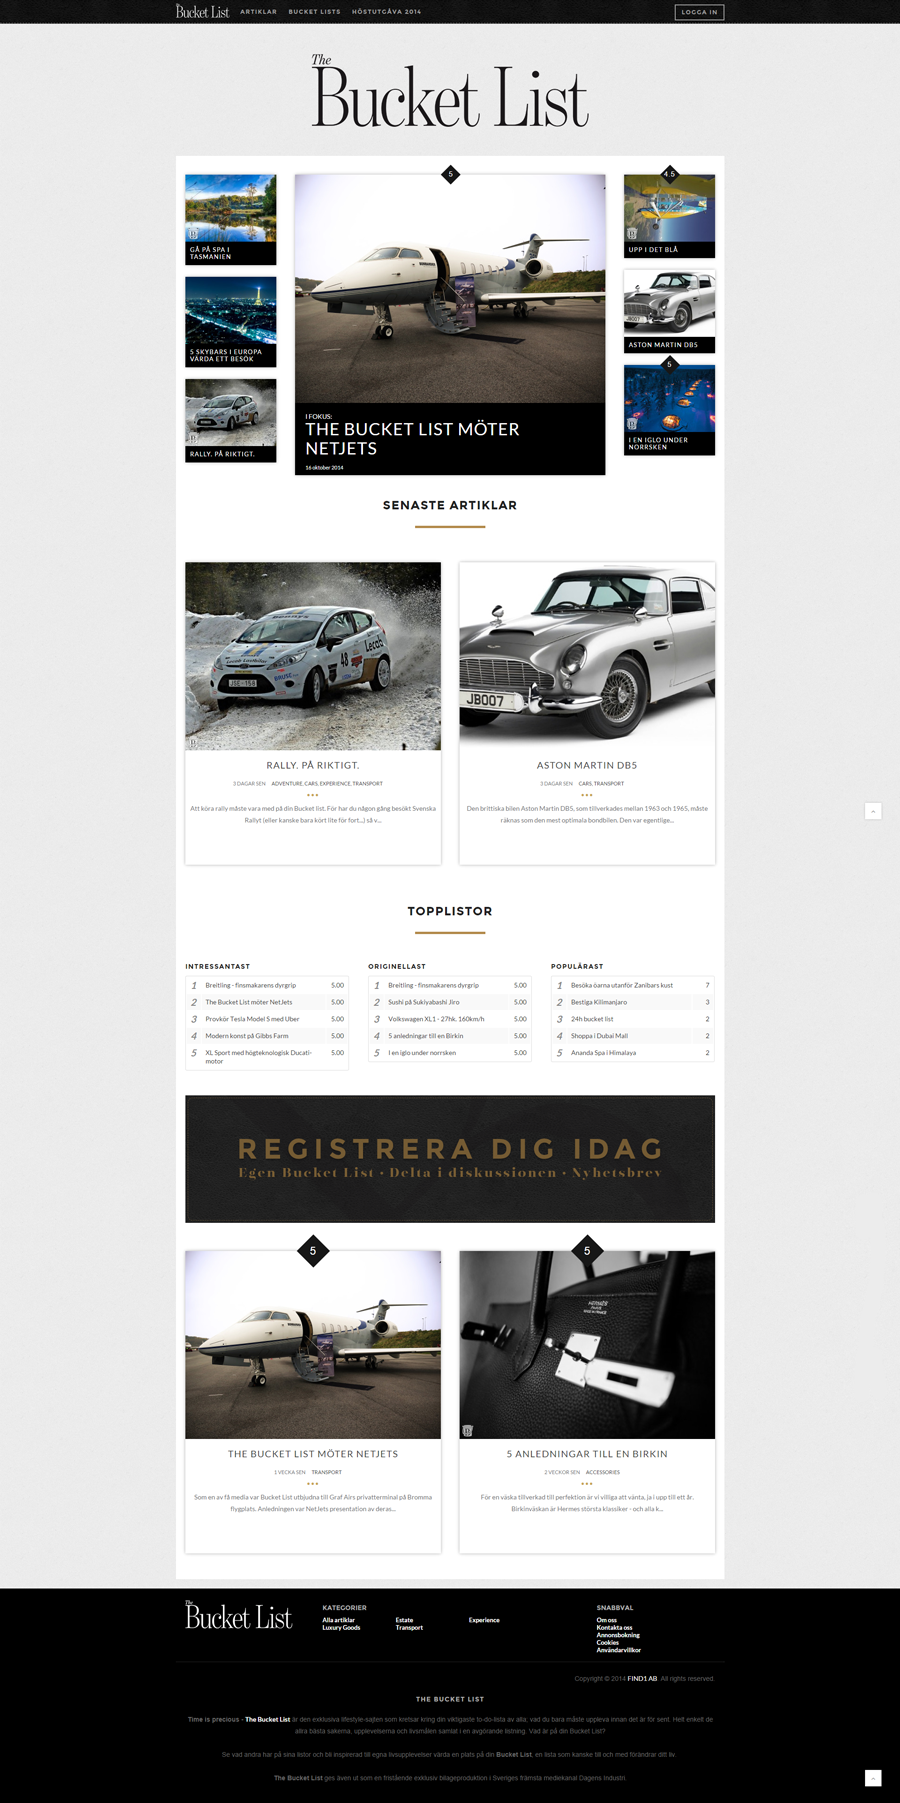 The
Bucket List
ARTIKLAR
BUCKET LISTS
HÖSTUTGÅVA 2014
LOGGA IN
The
Bucket List
GÅ PÅ SPA I
TASMANIEN
5 SKYBARS I EUROPA
VÄRDA ETT BESÖK
RALLY. PÅ RIKTIGT.
5
I FOKUS:
THE BUCKET LIST MÖTER
NETJETS
16 oktober 2014
4.5
UPP I DET BLÅ
JB007
ASTON MARTIN DB5
5
I EN IGLO UNDER
NORRSKEN
SENASTE ARTIKLAR
48
Lecab
JSE-158
RALLY. PÅ RIKTIGT.
3 DAGAR SEN ADVENTURE, CARS, EXPERIENCE, TRANSPORT
Att köra rally måste vara med på din Bucket list. För har du någon gång besökt Svenska
Rallyt (eller kanske bara kört lite för fort...) så v...
JB007
ASTON MARTIN DB5
3 DAGAR SEN CARS, TRANSPORT
Den brittiska bilen Aston Martin DB5, som tillverkades mellan 1963 och 1965, måste
räknas som den mest optimala bondbilen. Den var egentlige...
TOPPLISTOR
INTRESSANTAST
1 Breitling - finsmakarens dyrgrip 5.00
2 The Bucket List möter NetJets 5.00
3 Provkör Tesla Model S med Uber 5.00
4 Modern konst på Gibbs Farm 5.00
5 XL Sport med högteknologisk Ducati-
motor 5.00
ORIGINELLAST
1 Breitling - finsmakarens dyrgrip 5.00
2 Sushi på Sukiyabashi Jiro 5.00
3 Volkswagen XL1 - 27hk, 160km/h 5.00
4 5 anledningar till en Birkin 5.00
5 I en iglo under norrsken 5.00
POPULÄRAST
1 Besöka öarna utanför Zanibars kust 7
2 Bestiga Kilimanjaro 3
3 24h bucket list 2
4 Shoppa i Dubai Mall 2
5 Ananda Spa i Himalaya 2
REGISTRERA DIG IDAG
Egen Bucket List • Delta i diskussionen • Nyhetsbrev
5
THE BUCKET LIST MÖTER NETJETS
1 VECKA SEN TRANSPORT
Som en av få media var Bucket List utbjudna till Graf Airs privatterminal på Bromma
flygplats. Anledningen var NetJets presentation av deras...
5
5 ANLEDNINGAR TILL EN BIRKIN
2 VECKOR SEN ACCESSORIES
För en väska tillverkad till perfektion är vi villiga att vänta, ja i upp till ett år.
Birkinväskan är Hermes största klassiker - och alla k...
The
Bucket List
KATEGORIER
Alla artiklar
Luxury Goods
Estate
Transport
Experience
SNABBVAL
Om oss
Kontakta oss
Annonsbokning
Cookies
Användarvillkor
Copyright © 2014 FIND1 AB. All rights reserved.
THE BUCKET LIST
Time is precious - The Bucket List är den exklusiva lifestyle-sajten som kretsar kring din viktigaste to-do-lista av alla; vad du bara måste uppleva innan det är för sent. Helt enkelt de
allra bästa sakerna, upplevelserna och livsmålen samlat i en avgörande listning. Vad är på din Bucket List?
Se vad andra har på sina listor och bli inspirerad till egna livsupplevelser värda en plats på din Bucket List, en lista som kanske till och med förändrar ditt liv.
The Bucket List ges även ut som en fristående exklusiv bilageproduktion i Sveriges främsta mediekanal Dagens Industri.